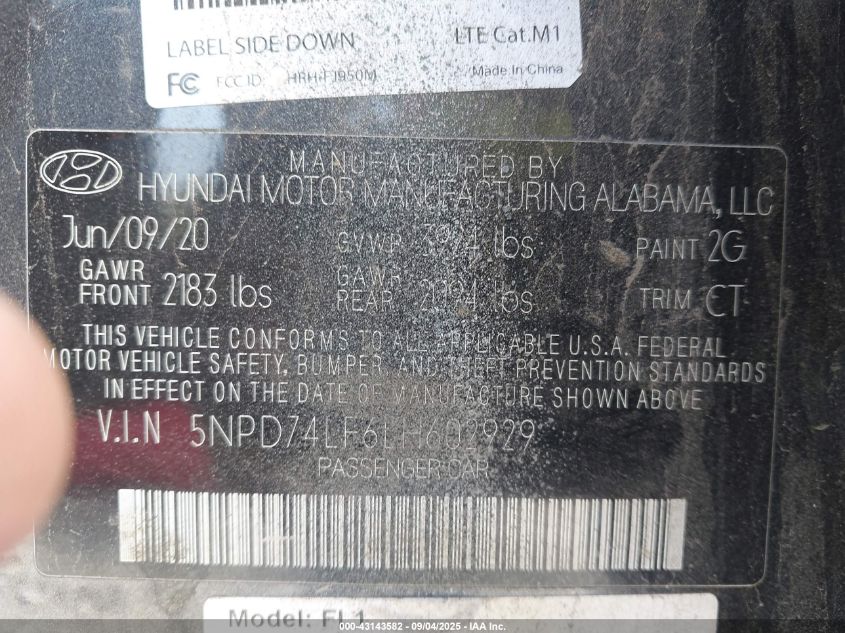 LABEL SIDE DOWN LTE Cat.M1
FCC ID HRH-FJ950M Made In China
MANUFACTURED BY
HYUNDAI MOTOR MANUFACTURING ALABAMA, LLC
Jun/09/20 GVWR lbs PAINT 2G
GAWR FRONT 2183 lbs GAWR REAR 2094 lbs TRIM CT
THIS VEHICLE CONFORMS TO ALL APPLICABLE U.S.A. FEDERAL
MOTOR VEHICLE SAFETY, BUMPER, AND THEFT PREVENTION STANDARDS
IN EFFECT ON THE DATE OF MANUFACTURE SHOWN ABOVE
V.I.N 5NPD74LF6LH602929
PASSENGER CAR
Model:
000-43143582 - 09/04/2025 - IAA Inc.